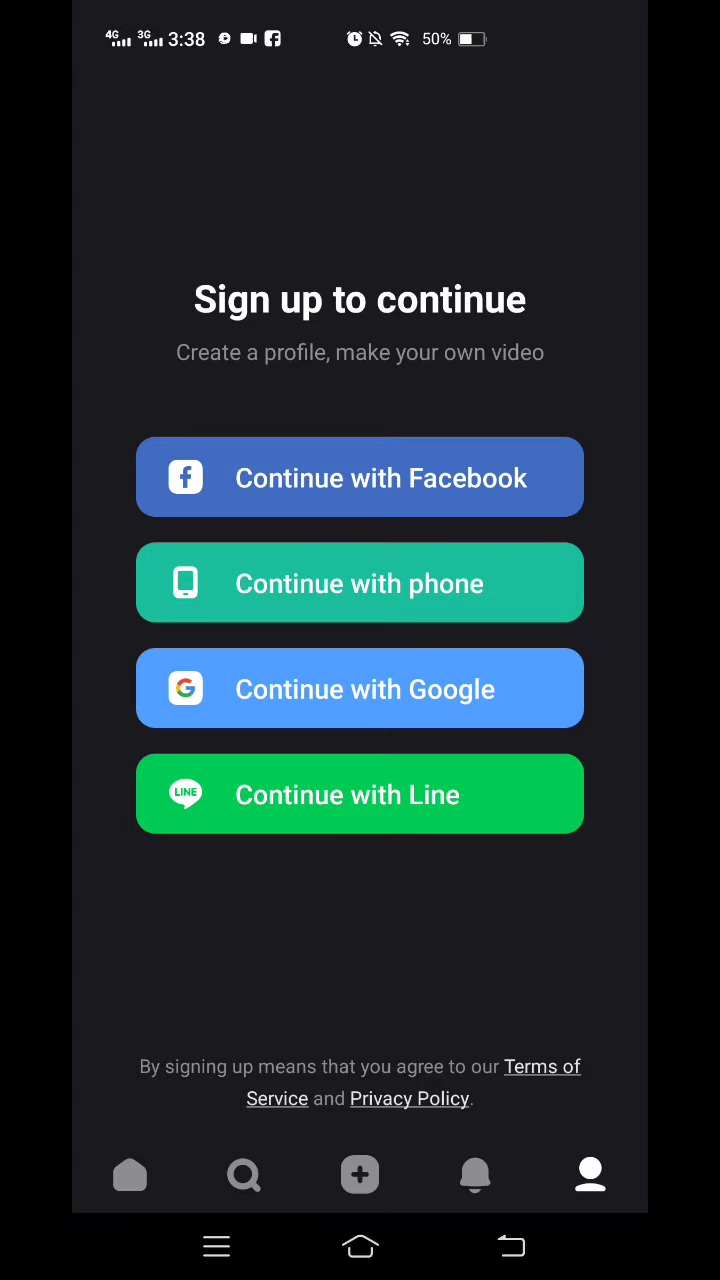 4G 3G 3:38 50%
Sign up to continue
Create a profile, make your own video
Continue with Facebook
Continue with phone
Continue with Google
LINE Continue with Line
By signing up means that you agree to our Terms of
Service and Privacy Policy.